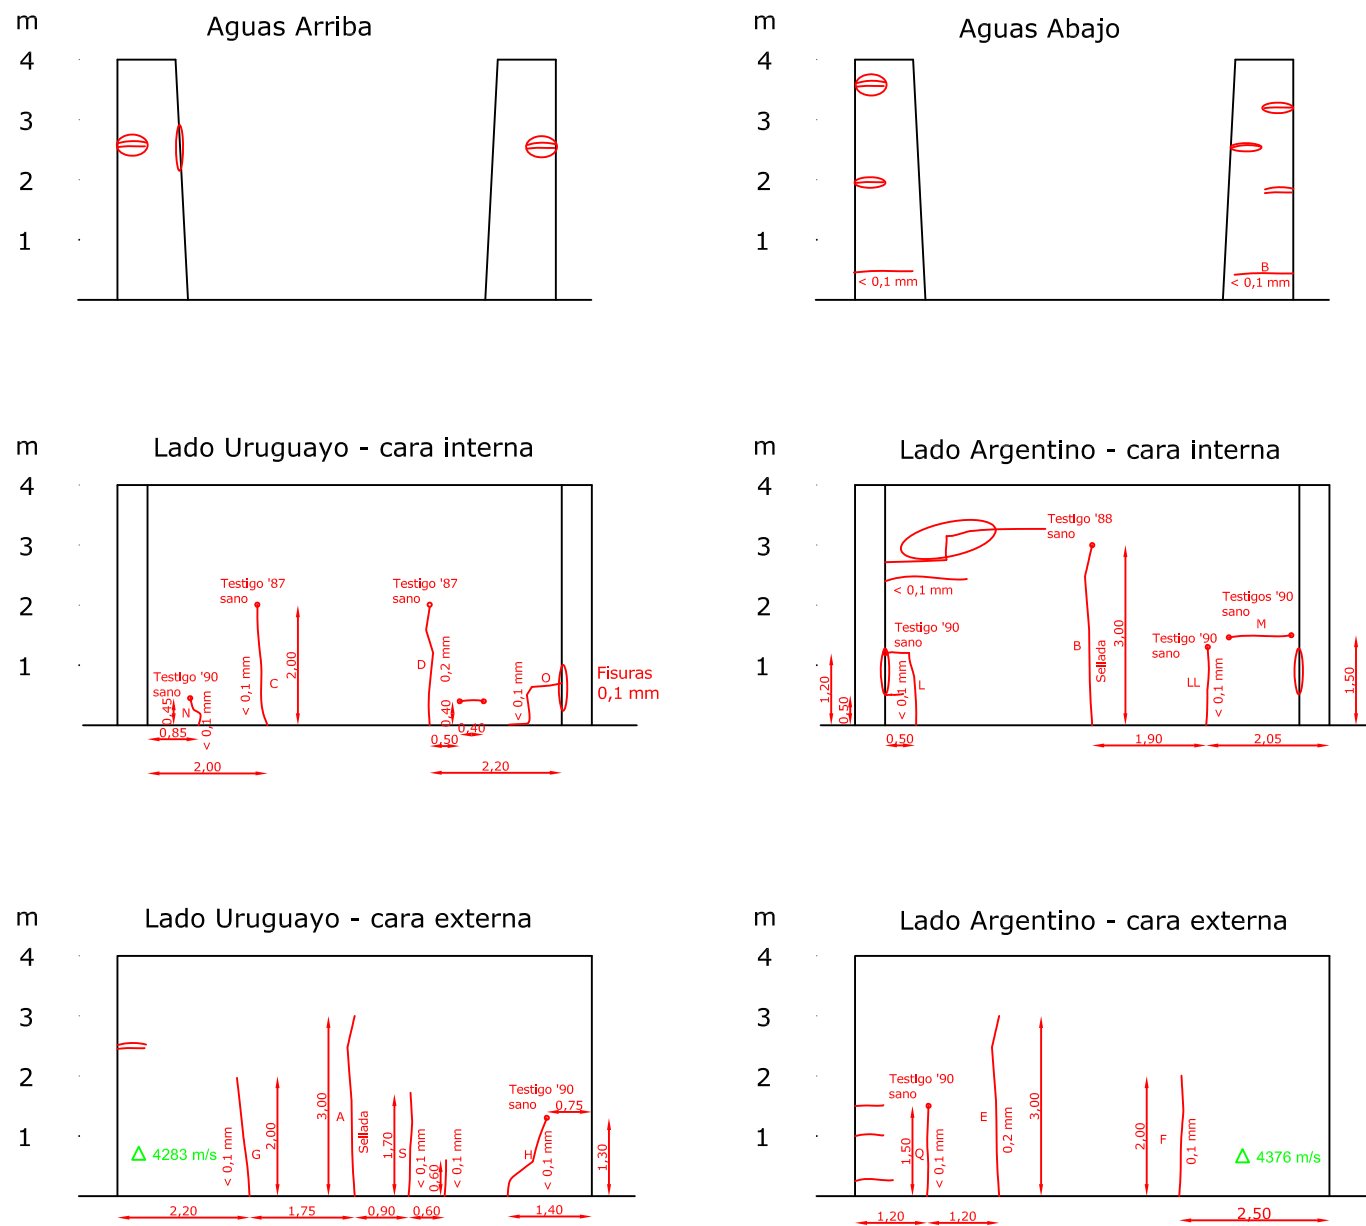 m
Aguas Arriba
4
3
2
1
m
Aguas Abajo
4
3
2
1
< 0,1 mm
B
< 0,1 mm
m
Lado Uruguayo - cara interna
4
3
2
1
Testigo '87
sano
Testigo '87
sano
Testigo '90
sano
0,45
N
< 0,1 mm
0,85
2,00
< 0,1 mm
C
2,00
D
0,2 mm
0,40
0,40
0,50
2,20
< 0,1 mm
O
Fisuras
0,1 mm
m
Lado Argentino - cara interna
4
3
2
1
Testigo '88
sano
< 0,1 mm
Testigo '90
sano
1,20
0,50
< 0,1 mm
L
0,50
B
Sellada
3,00
Testigos '90
sano
M
Testigo '90
sano
LL
< 0,1 mm
1,50
1,90
2,05
m
Lado Uruguayo - cara externa
4
3
2
1
Δ 4283 m/s
< 0,1 mm
G
2,00
3,00
A
Sellada
1,70
S
< 0,1 mm
0,60
< 0,1 mm
Testigo '90
sano
0,75
H
< 0,1 mm
1,30
2,20
1,75
0,90
0,60
1,40
m
Lado Argentino - cara externa
4
3
2
1
Testigo '90
sano
1,50
Q
< 0,1 mm
E
0,2 mm
3,00
2,00
F
0,1 mm
Δ 4376 m/s
1,20
1,20
2,50